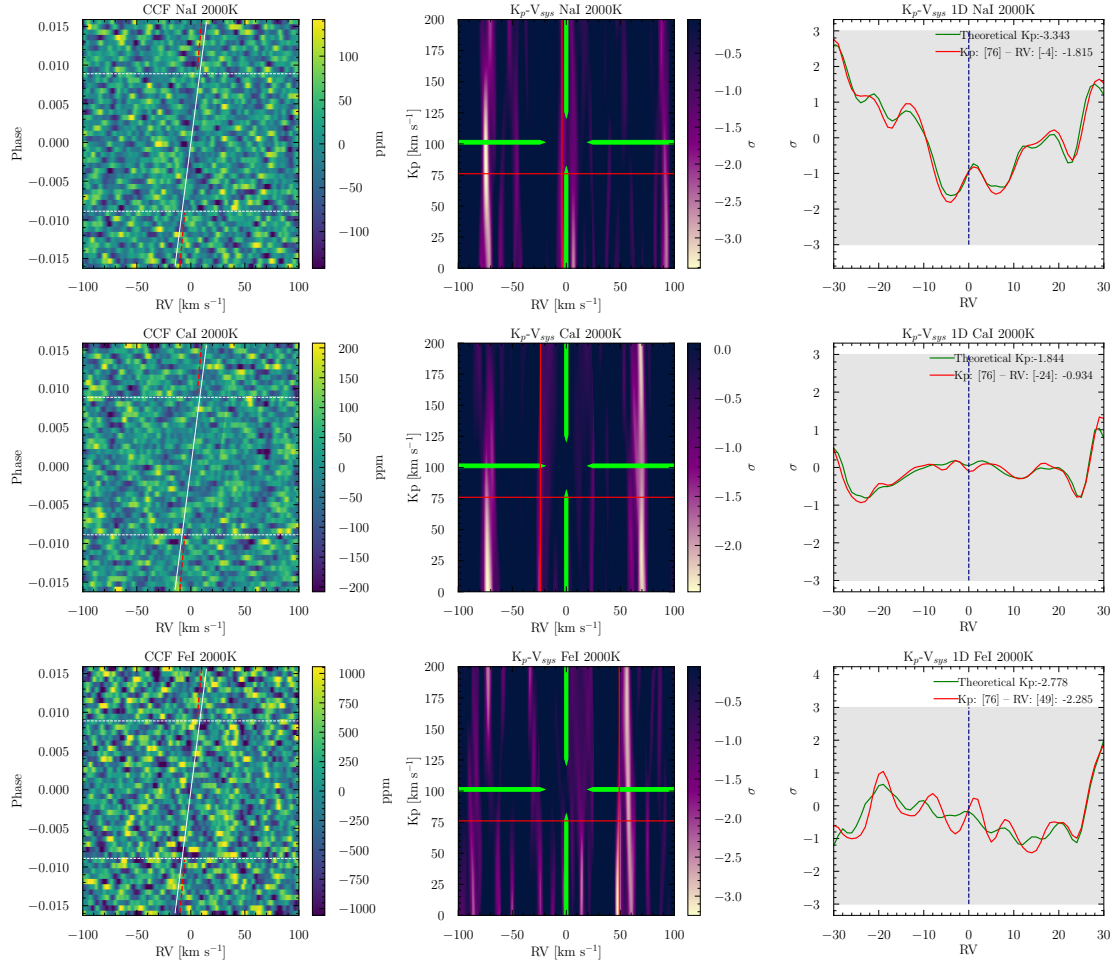 CCF NaI 2000K
0.015
0.010
0.005
0.000
−0.005
−0.010
−0.015
Phase
−100 −50 0 50 100
RV [km s⁻¹]
100
50
0
−50
−100
ppm
Kₚ-Vₛᵧₛ NaI 2000K
200
175
150
125
100
75
50
25
0
Kp [km s⁻¹]
−100 −50 0 50 100
RV [km s⁻¹]
−0.5
−1.0
−1.5
−2.0
−2.5
−3.0
σ
Kₚ-Vₛᵧₛ 1D NaI 2000K
Theoretical Kp:-3.343
Kp: [76] – RV: [-4]: -1.815
3
2
1
0
−1
−2
−3
σ
−30 −20 −10 0 10 20 30
RV
CCF CaI 2000K
0.015
0.010
0.005
0.000
−0.005
−0.010
−0.015
Phase
−100 −50 0 50 100
RV [km s⁻¹]
200
150
100
50
0
−50
−100
−150
−200
ppm
Kₚ-Vₛᵧₛ CaI 2000K
200
175
150
125
100
75
50
25
0
Kp [km s⁻¹]
−100 −50 0 50 100
RV [km s⁻¹]
0.0
−0.5
−1.0
−1.5
−2.0
σ
Kₚ-Vₛᵧₛ 1D CaI 2000K
Theoretical Kp:-1.844
Kp: [76] – RV: [-24]: -0.934
3
2
1
0
−1
−2
−3
σ
−30 −20 −10 0 10 20 30
RV
CCF FeI 2000K
0.015
0.010
0.005
0.000
−0.005
−0.010
−0.015
Phase
−100 −50 0 50 100
RV [km s⁻¹]
1000
750
500
250
0
−250
−500
−750
−1000
ppm
Kₚ-Vₛᵧₛ FeI 2000K
200
175
150
125
100
75
50
25
0
Kp [km s⁻¹]
−100 −50 0 50 100
RV [km s⁻¹]
−0.5
−1.0
−1.5
−2.0
−2.5
−3.0
σ
Kₚ-Vₛᵧₛ 1D FeI 2000K
Theoretical Kp:-2.778
Kp: [76] – RV: [49]: -2.285
4
3
2
1
0
−1
−2
−3
σ
−30 −20 −10 0 10 20 30
RV